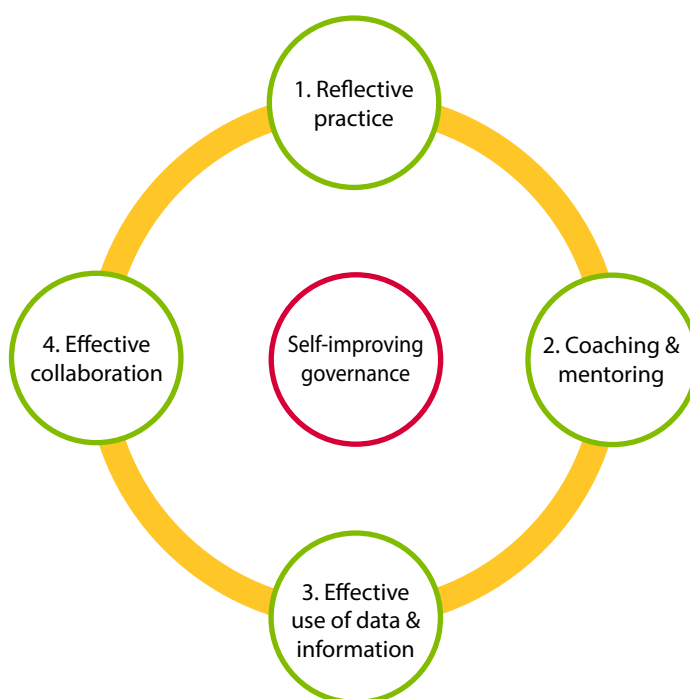 1. Reflective
practice
2. Coaching &
mentoring
3. Effective
use of data &
information
4. Effective
collaboration
Self-improving
governance